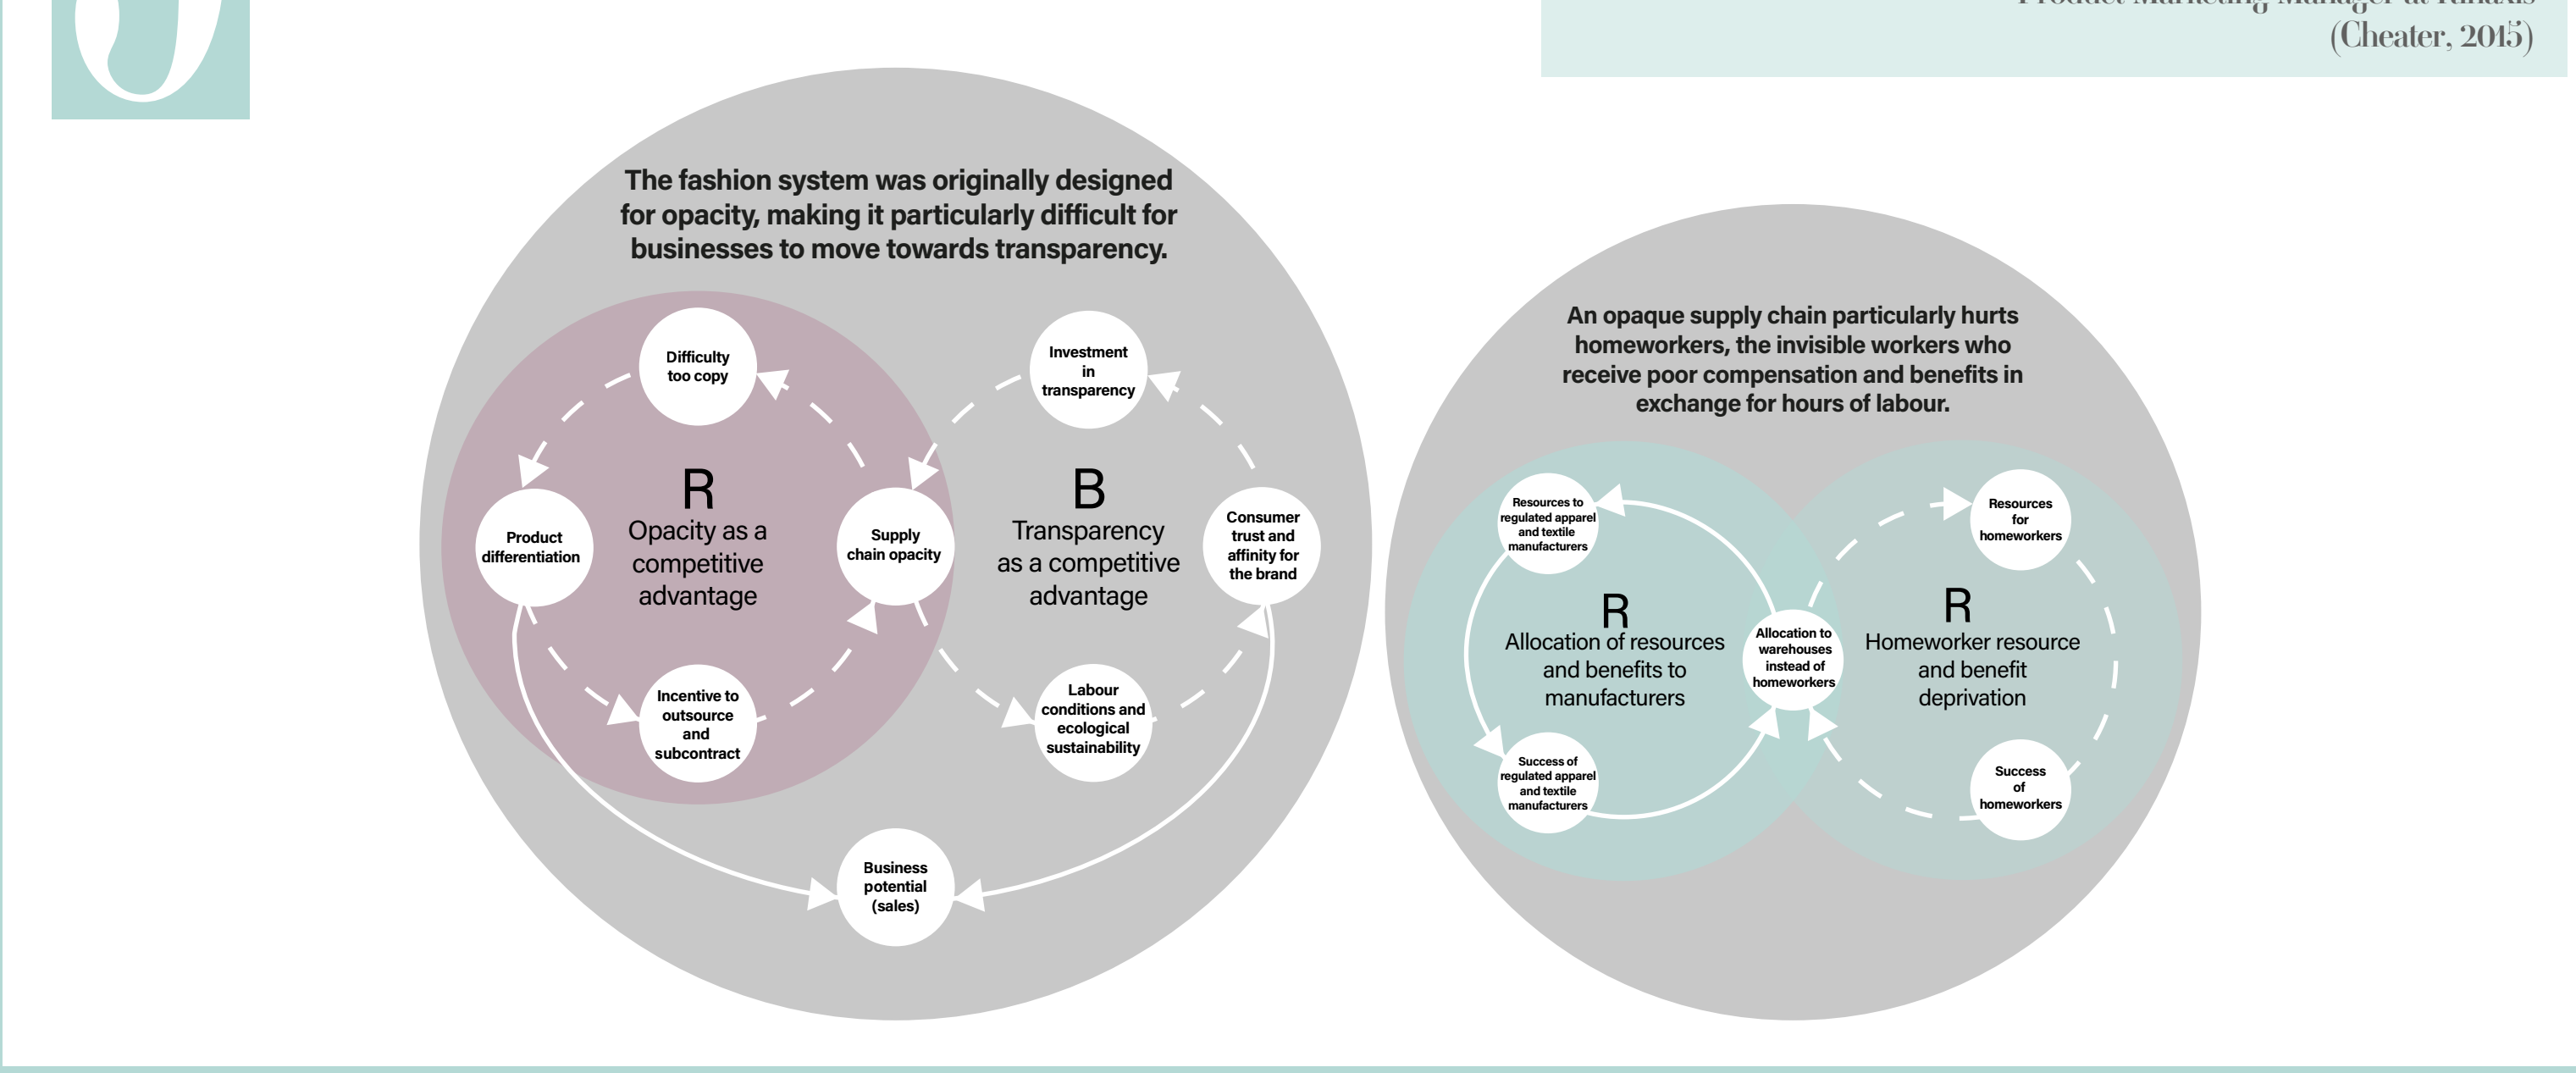 Product Marketing Manager at Kinaxis
(Cheater, 2015)
The fashion system was originally designed
for opacity, making it particularly difficult for
businesses to move towards transparency.
Difficulty
too copy
Investment
in
transparency
R
Opacity as a
competitive
advantage
B
Transparency
as a competitive
advantage
Product
differentiation
Supply
chain opacity
Consumer
trust and
affinity for
the brand
Incentive to
outsource
and
subcontract
Labour
conditions and
ecological
sustainability
Business
potential
(sales)
An opaque supply chain particularly hurts
homeworkers, the invisible workers who
receive poor compensation and benefits in
exchange for hours of labour.
Resources to
regulated apparel
and textile
manufacturers
Resources
for
homeworkers
R
Allocation of resources
and benefits to
manufacturers
Allocation to
warehouses
instead of
homeworkers
R
Homeworker resource
and benefit
deprivation
Success of
regulated apparel
and textile
manufacturers
Success
of
homeworkers